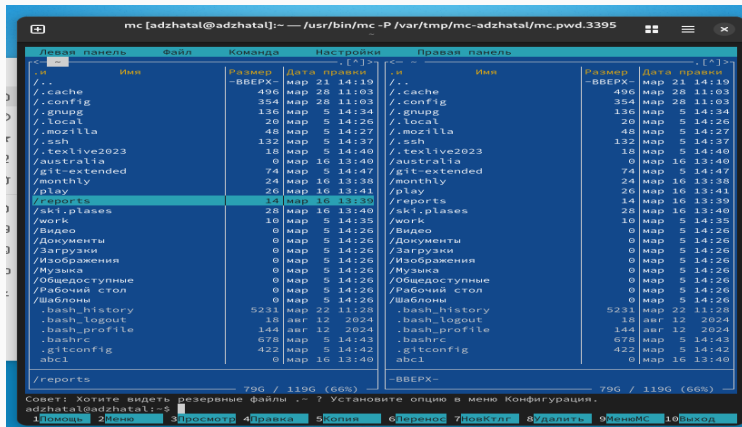 mc [adzhatal@adzhatal]:~ — /usr/bin/mc -P /var/tmp/mc-adzhatal/mc.pwd.3395
Левая панель Файл Команда Настройки Правая панель
<- ~ .[^]>
.и Имя Размер Дата правки
/.. -ВВЕРХ- мар 21 14:19
/.cache 496 мар 28 11:03
/.config 354 мар 28 11:03
/.gnupg 136 мар 5 14:34
/.local 20 мар 5 14:26
/.mozilla 48 мар 5 14:27
/.ssh 132 мар 5 14:37
/.texlive2023 18 мар 5 14:40
/australia 0 мар 16 13:40
/git-extended 74 мар 5 14:47
/monthly 24 мар 16 13:38
/play 26 мар 16 13:41
/reports 14 мар 16 13:39
/ski.plases 28 мар 16 13:40
/work 10 мар 5 14:35
/Видео 0 мар 5 14:26
/Документы 0 мар 5 14:26
/Загрузки 0 мар 5 14:26
/Изображения 0 мар 5 14:26
/Музыка 0 мар 5 14:26
/Общедоступные 0 мар 5 14:26
/Рабочий стол 0 мар 5 14:26
/Шаблоны 0 мар 5 14:26
.bash_history 5231 мар 22 11:28
.bash_logout 18 авг 12 2024
.bash_profile 144 авг 12 2024
.bashrc 678 мар 5 14:43
.gitconfig 422 мар 5 14:42
abc1 0 мар 16 13:40
/reports
79G / 119G (66%)
<- ~ .[^]>
.и Имя Размер Дата правки
/.. -ВВЕРХ- мар 21 14:19
/.cache 496 мар 28 11:03
/.config 354 мар 28 11:03
/.gnupg 136 мар 5 14:34
/.local 20 мар 5 14:26
/.mozilla 48 мар 5 14:27
/.ssh 132 мар 5 14:37
/.texlive2023 18 мар 5 14:40
/australia 0 мар 16 13:40
/git-extended 74 мар 5 14:47
/monthly 24 мар 16 13:38
/play 26 мар 16 13:41
/reports 14 мар 16 13:39
/ski.plases 28 мар 16 13:40
/work 10 мар 5 14:35
/Видео 0 мар 5 14:26
/Документы 0 мар 5 14:26
/Загрузки 0 мар 5 14:26
/Изображения 0 мар 5 14:26
/Музыка 0 мар 5 14:26
/Общедоступные 0 мар 5 14:26
/Рабочий стол 0 мар 5 14:26
/Шаблоны 0 мар 5 14:26
.bash_history 5231 мар 22 11:28
.bash_logout 18 авг 12 2024
.bash_profile 144 авг 12 2024
.bashrc 678 мар 5 14:43
.gitconfig 422 мар 5 14:42
abc1 0 мар 16 13:40
-ВВЕРХ-
79G / 119G (66%)
Совет: Хотите видеть резервные файлы .~ ? Установите опцию в меню Конфигурация.
adzhatal@adzhatal:~$
1Помощь 2Меню 3Просмотр 4Правка 5Копия 6Перенос 7НовКтлг 8Удалить 9МенюМС 10Выход